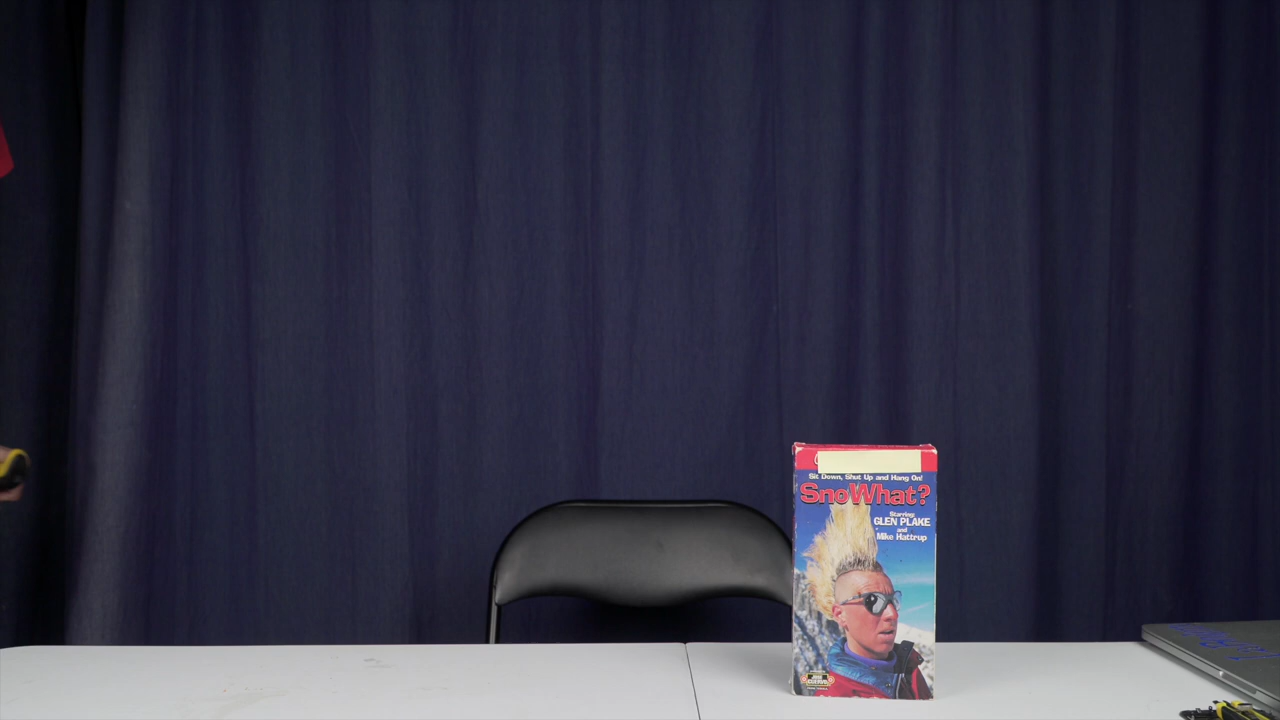 Sit Down, Shut Up and Hang On!
SnoWhat?
Starring:
GLEN PLAKE
and
Mike Hattrup